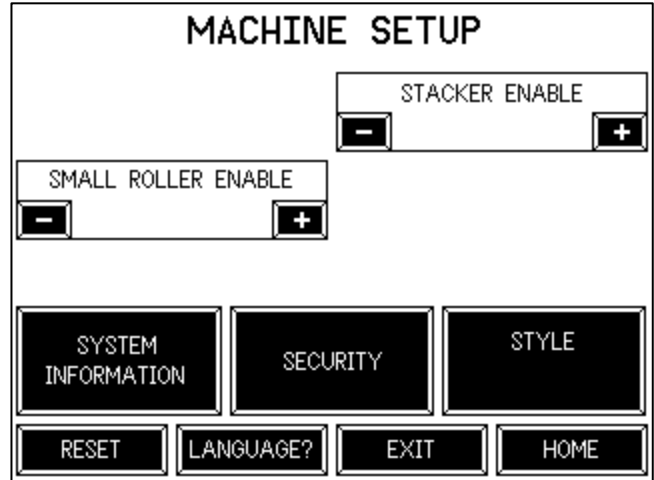 MACHINE SETUP
STACKER ENABLE
- +
SMALL ROLLER ENABLE
- +
SYSTEM
INFORMATION
SECURITY
STYLE
RESET
LANGUAGE?
EXIT
HOME